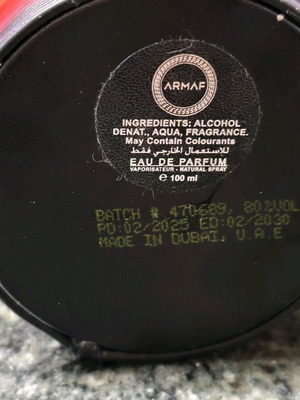 ARMAF
INGREDIENTS: ALCOHOL
DENAT., AQUA, FRAGRANCE.
May Contain Colourants
للاستعمال الخارجي فقط
EAU DE PARFUM
VAPORISATEUR - NATURAL SPRAY
℮ 100 ml
BATCH # 470689, 80%VOL
PD:02/2025 ED:02/2030
MADE IN DUBAI, U.A.E